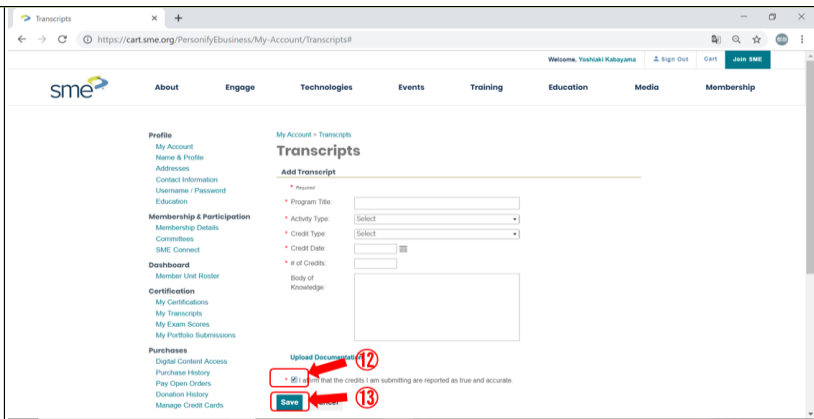 Transcripts
https://cart.sme.org/PersonifyEbusiness/My-Account/Transcripts#
Welcome, Yoshiaki Kabayama Sign Out Cart Join SME
sme
About Engage Technologies Events Training Education Media Membership
Profile
My Account
Name & Profile
Addresses
Contact Information
Username / Password
Education
Membership & Participation
Membership Details
Committees
SME Connect
Dashboard
Member Unit Roster
Certification
My Certifications
My Transcripts
My Exam Scores
My Portfolio Submissions
Purchases
Digital Content Access
Purchase History
Pay Open Orders
Donation History
Manage Credit Cards
My Account > Transcripts
Transcripts
Add Transcript
* Required
* Program Title:
* Activity Type: Select
* Credit Type: Select
* Credit Date:
* # of Credits:
Body of
Knowledge:
Upload Documentation
⑫
* I affirm that the credits I am submitting are reported as true and accurate.
Save
⑬